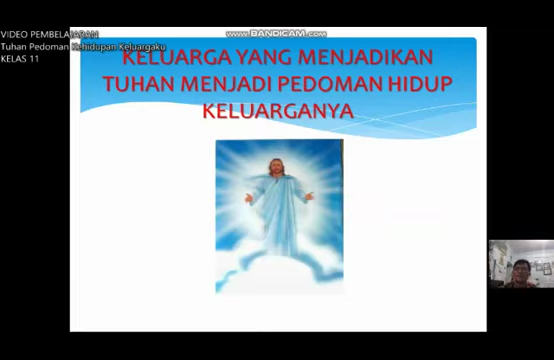 VIDEO PEMBELAJARAN
Tuhan Pedoman Kehidupan Keluargaku
KELAS 11
WWW.BANDICAM.COM
KELUARGA YANG MENJADIKAN
TUHAN MENJADI PEDOMAN HIDUP
KELUARGANYA